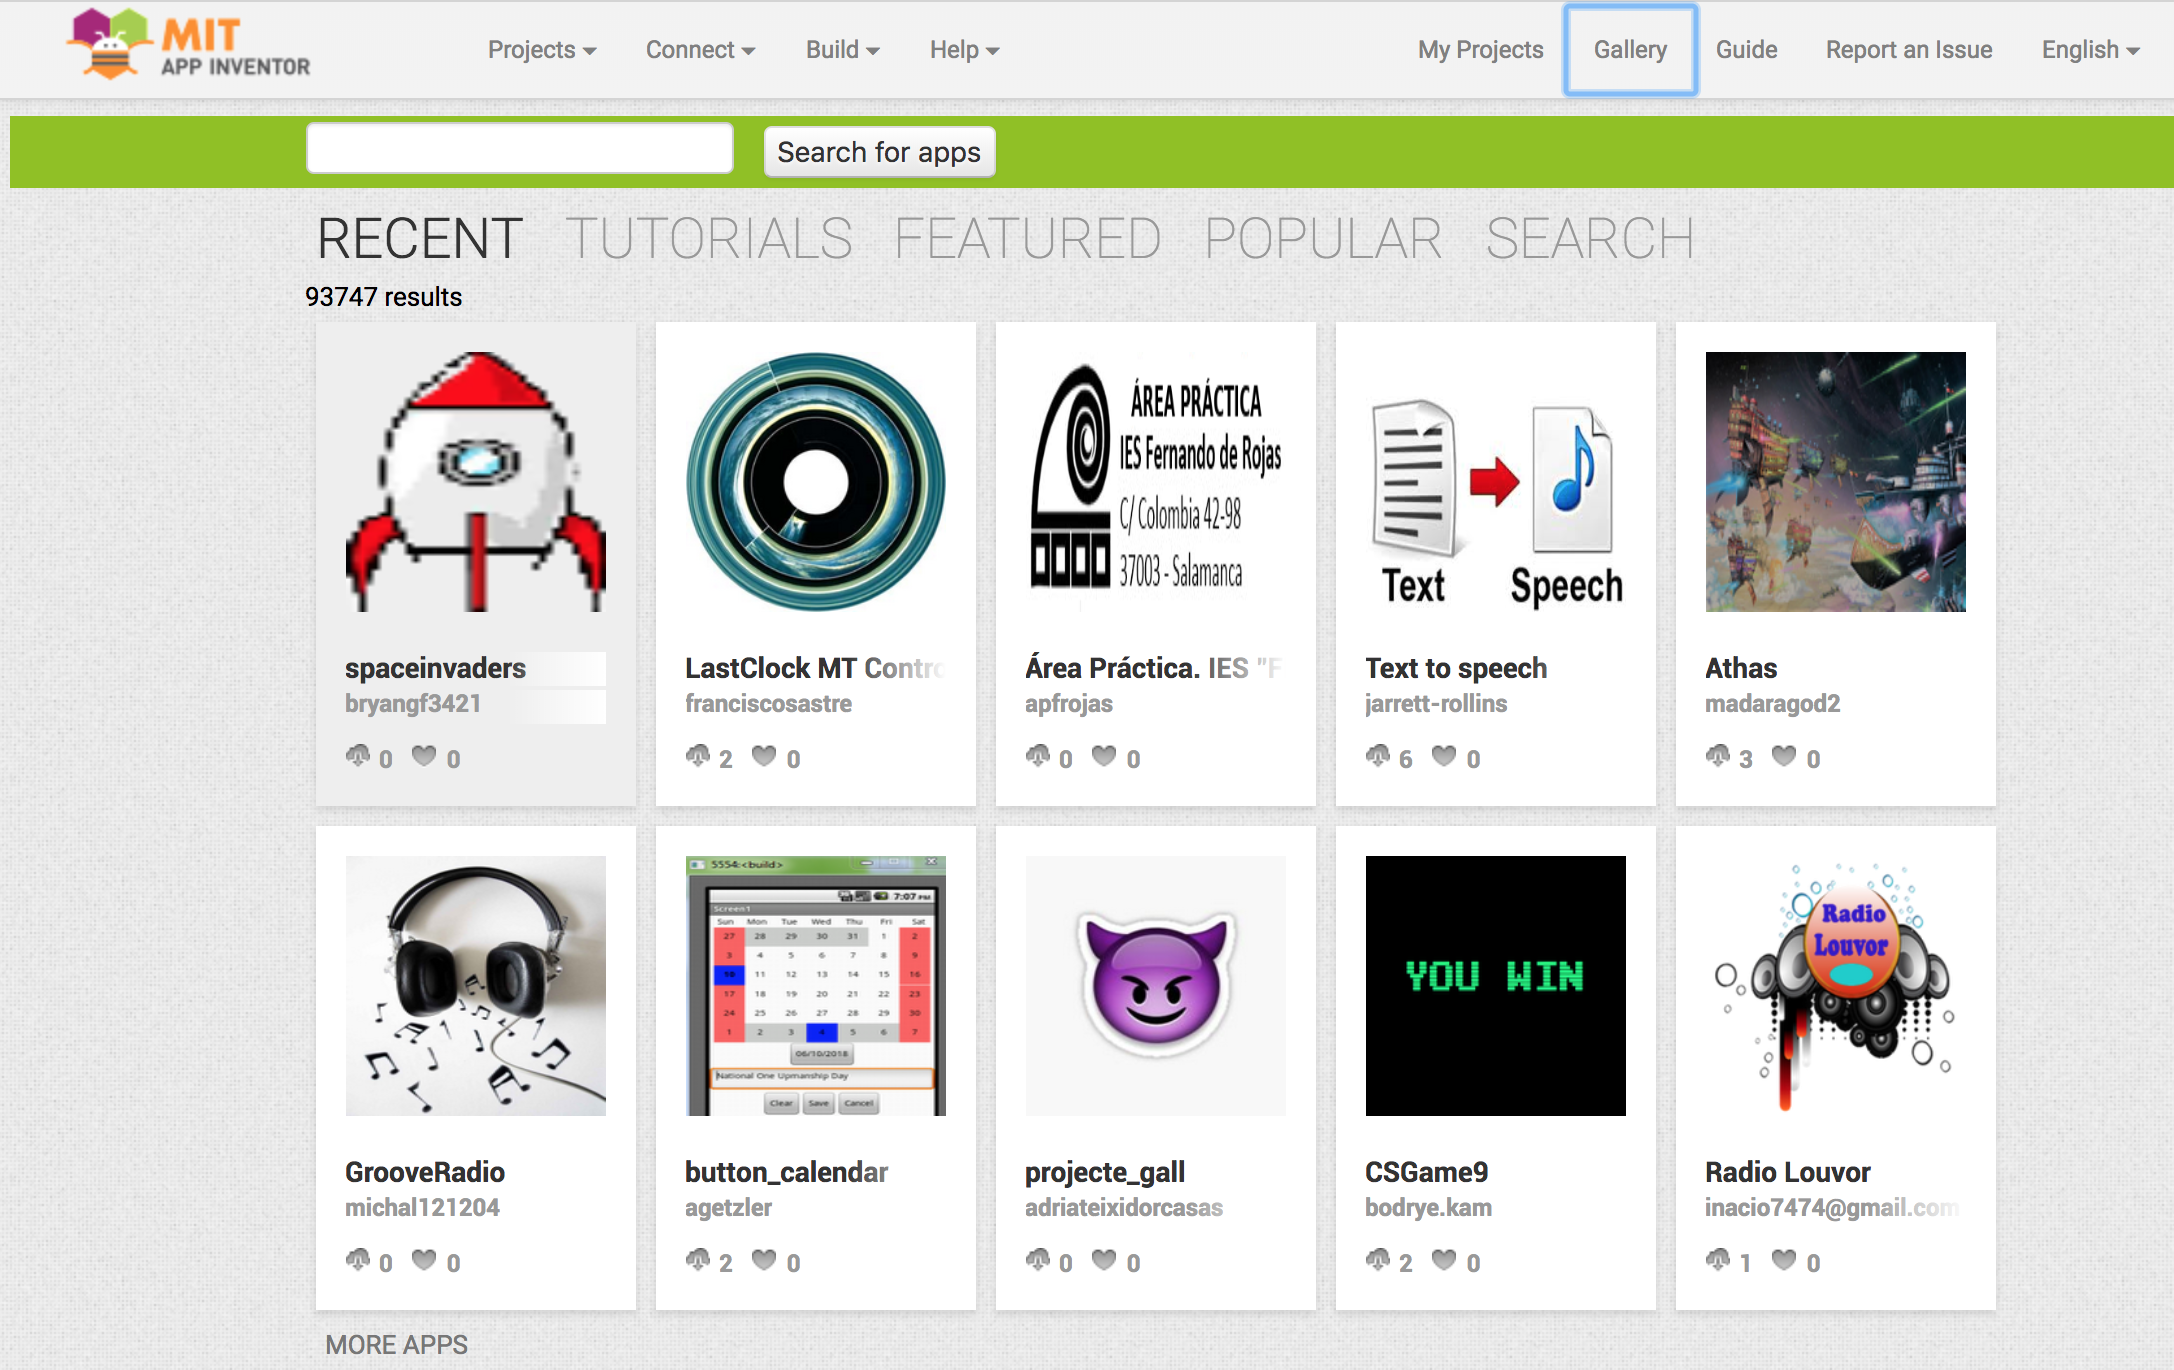 MIT
APP INVENTOR
Projects
Connect
Build
Help
My Projects
Gallery
Guide
Report an Issue
English
Search for apps
RECENT
TUTORIALS
FEATURED
POPULAR
SEARCH
93747 results
ÁREA PRÁCTICA
IES Fernando de Rojas
C/ Colombia 42-98
37003 - Salamanca
Text
Speech
spaceinvaders
bryangf3421
0 0
LastClock MT Contro
franciscosastre
2 0
Área Práctica. IES "F
apfrojas
0 0
Text to speech
jarrett-rollins
6 0
Athas
madaragod2
3 0
5554:<build>
7:07 PM
Screen1
Sun Mon Tue Wed Thu Fri Sat
27 28 29 30 31 1 2
3 4 5 6 7 8 9
10 11 12 13 14 15 16
17 18 19 20 21 22 23
24 25 26 27 28 29 30
1 2 3 4 5 6 7
06/10/2018
National One Upmanship Day
Clear Save Cancel
YOU WIN
Radio
Louvor
GrooveRadio
michal121204
0 0
button_calendar
agetzler
2 0
projecte_gall
adriateixidorcasas
0 0
CSGame9
bodrye.kam
2 0
Radio Louvor
inacio7474@gmail.com
1 0
MORE APPS